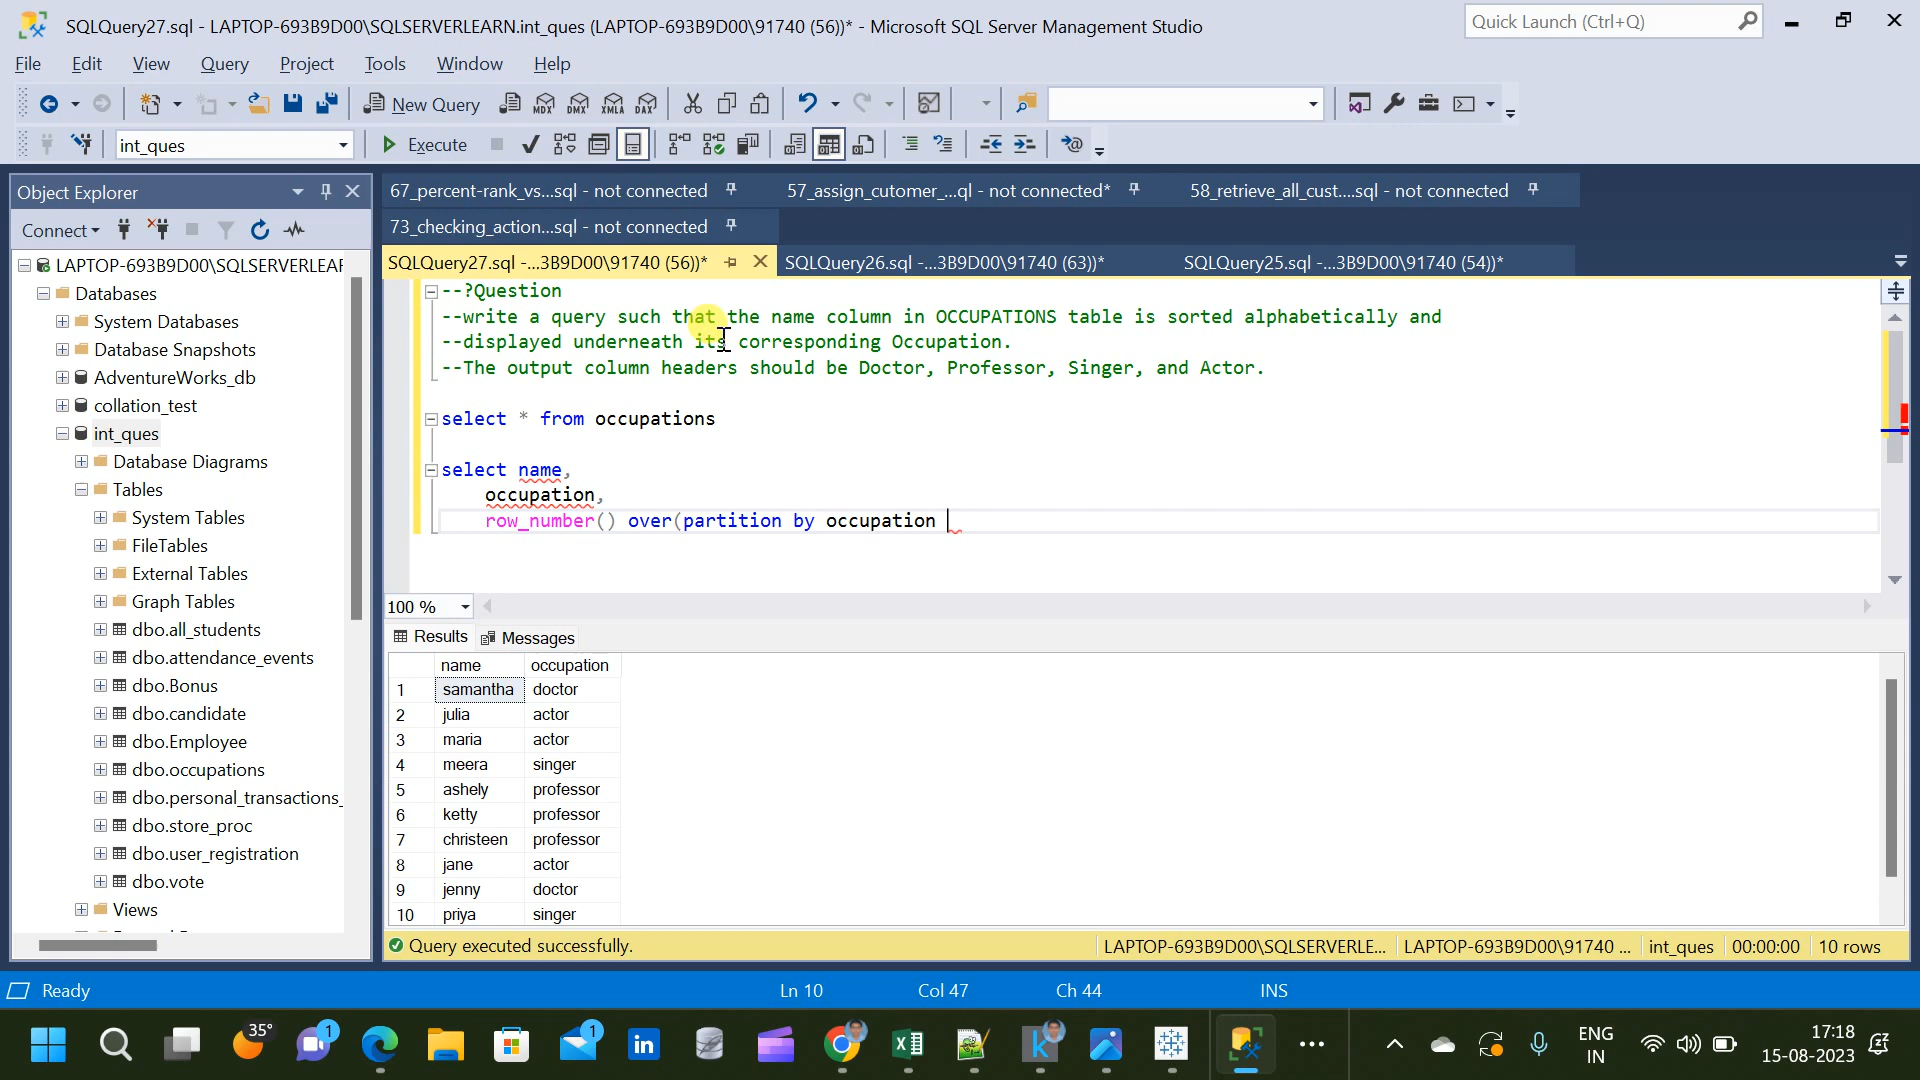 SQLQuery27.sql - LAPTOP-693B9D00\SQLSERVERLEARN.int_ques (LAPTOP-693B9D00\91740 (56))* - Microsoft SQL Server Management Studio
Quick Launch (Ctrl+Q)
File Edit View Query Project Tools Window Help
New Query MDX DMX XMLA DAX
int_ques Execute
Object Explorer
Connect
LAPTOP-693B9D00\SQLSERVERLEAR
Databases
System Databases
Database Snapshots
AdventureWorks_db
collation_test
int_ques
Database Diagrams
Tables
System Tables
FileTables
External Tables
Graph Tables
dbo.all_students
dbo.attendance_events
dbo.Bonus
dbo.candidate
dbo.Employee
dbo.occupations
dbo.personal_transactions_
dbo.store_proc
dbo.user_registration
dbo.vote
Views
67_percent-rank_vs...sql - not connected 57_assign_cutomer_...ql - not connected* 58_retrieve_all_cust....sql - not connected
73_checking_action...sql - not connected
SQLQuery27.sql -...3B9D00\91740 (56))* SQLQuery26.sql -...3B9D00\91740 (63))* SQLQuery25.sql -...3B9D00\91740 (54))*
--?Question
--write a query such that the name column in OCCUPATIONS table is sorted alphabetically and
--displayed underneath its corresponding Occupation.
--The output column headers should be Doctor, Professor, Singer, and Actor.
select * from occupations
select name,
occupation,
row_number() over(partition by occupation
100 %
Results Messages
name occupation
1 samantha doctor
2 julia actor
3 maria actor
4 meera singer
5 ashely professor
6 ketty professor
7 christeen professor
8 jane actor
9 jenny doctor
10 priya singer
Query executed successfully. LAPTOP-693B9D00\SQLSERVERLE... LAPTOP-693B9D00\91740 ... int_ques 00:00:00 10 rows
Ready Ln 10 Col 47 Ch 44 INS
35° 1 1 in k
ENG
IN
17:18
15-08-2023